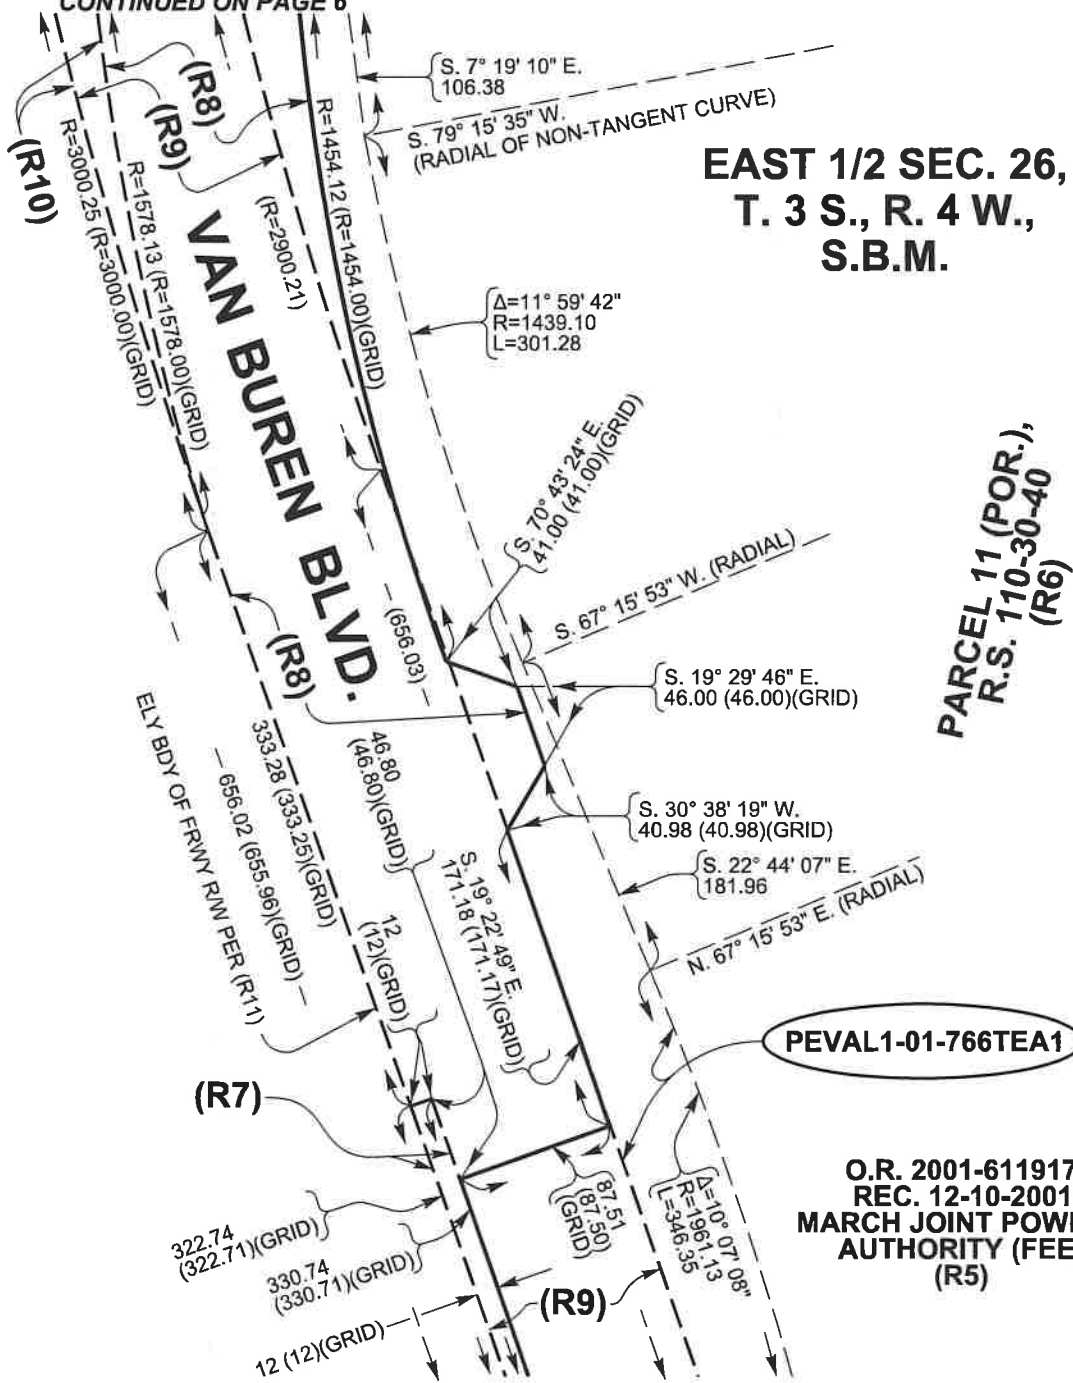 CONTINUED ON PAGE 6
S. 7° 19' 10" E.
106.38
S. 79° 15' 35" W.
(RADIAL OF NON-TANGENT CURVE)
EAST 1/2 SEC. 26,
T. 3 S., R. 4 W.,
S.B.M.
(R8)
(R9)
(R10)
R=3000.25 (R=3000.00)(GRID)
R=1578.13 (R=1578.00)(GRID)
VAN BUREN BLVD.
(R=2900.21)
R=1454.12 (R=1454.00)(GRID)
Δ=11° 59' 42"
R=1439.10
L=301.28
S. 70° 43' 24" E.
41.00 (41.00)(GRID)
S. 67° 15' 53" W. (RADIAL)
PARCEL 11 (POR.),
R.S. 110-30-40
(R6)
(656.03)
(R8)
S. 19° 29' 46" E.
46.00 (46.00)(GRID)
ELY BDY OF FRWY R/W PER (R11)
656.02 (655.96)(GRID)
333.28 (333.25)(GRID)
46.80
(46.80)(GRID)
S. 30° 38' 19" W.
40.98 (40.98)(GRID)
S. 22° 44' 07" E.
181.96
S. 19° 22' 49" E.
171.18 (171.17)(GRID)
12
(12)(GRID)
N. 67° 15' 53" E. (RADIAL)
PEVAL1-01-766TEA1
(R7)
Δ=10° 07' 08"
R=1961.13
L=346.35
87.51
(87.50)
(GRID)
O.R. 2001-611917
REC. 12-10-2001
MARCH JOINT POW
AUTHORITY (FEE
(R5)
322.74
(322.71)(GRID)
330.74
(330.71)(GRID)
(R9)
12 (12)(GRID)